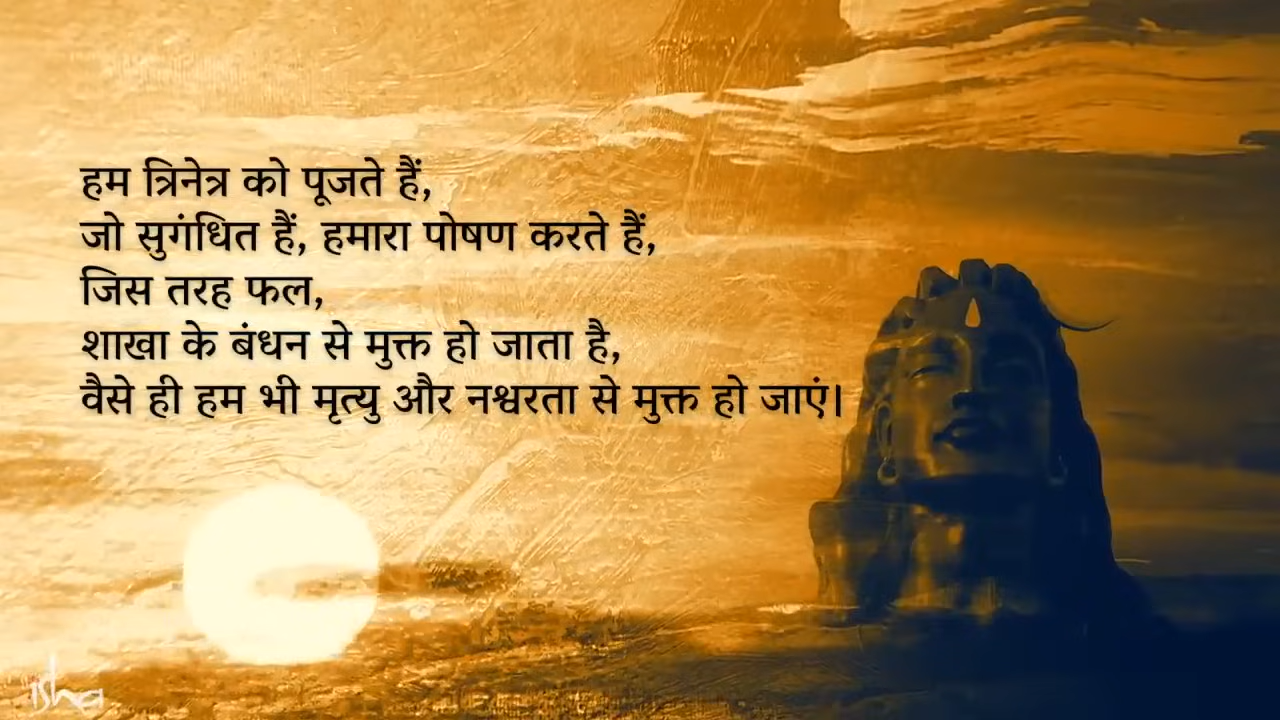 हम त्रिनेत्र को पूजते हैं,
जो सुगंधित हैं, हमारा पोषण करते हैं,
जिस तरह फल,
शाखा के बंधन से मुक्त हो जाता है,
वैसे ही हम भी मृत्यु और नश्वरता से मुक्त हो जाएं।
isha